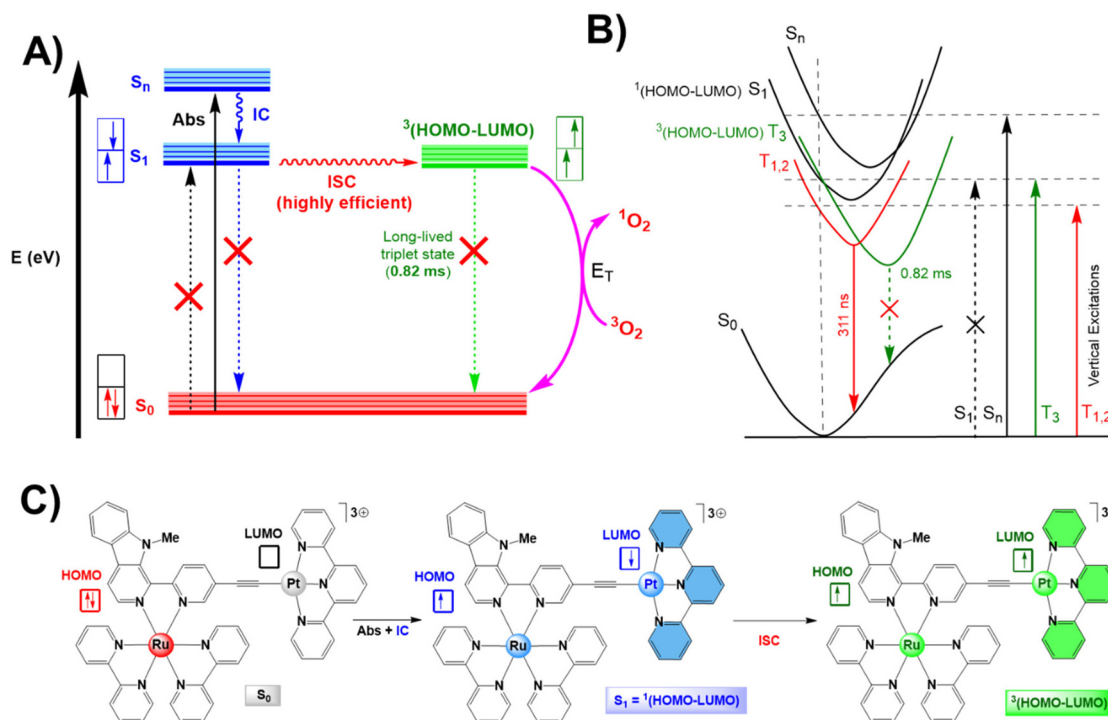 A)
E (eV)
Sn
Abs
IC
S1
3(HOMO-LUMO)
ISC
(highly efficient)
Long-lived
triplet state
(0.82 ms)
1O2
ET
3O2
S0
B)
Sn
1(HOMO-LUMO) S1
3(HOMO-LUMO) T3
T1,2
0.82 ms
311 ns
S0
S1
Sn
T3
T1,2
Vertical Excitations
C)
N
Me
HOMO
LUMO
3⊕
N
N
N
Pt
N
N
Ru
N
N
N
N
S0
Abs + IC
N
Me
HOMO
LUMO
3⊕
N
N
N
Pt
N
N
Ru
N
N
N
N
S1 = 1(HOMO-LUMO)
ISC
N
Me
HOMO
LUMO
N
N
N
Pt
N
N
Ru
N
N
N
N
3(HOMO-LUMO)